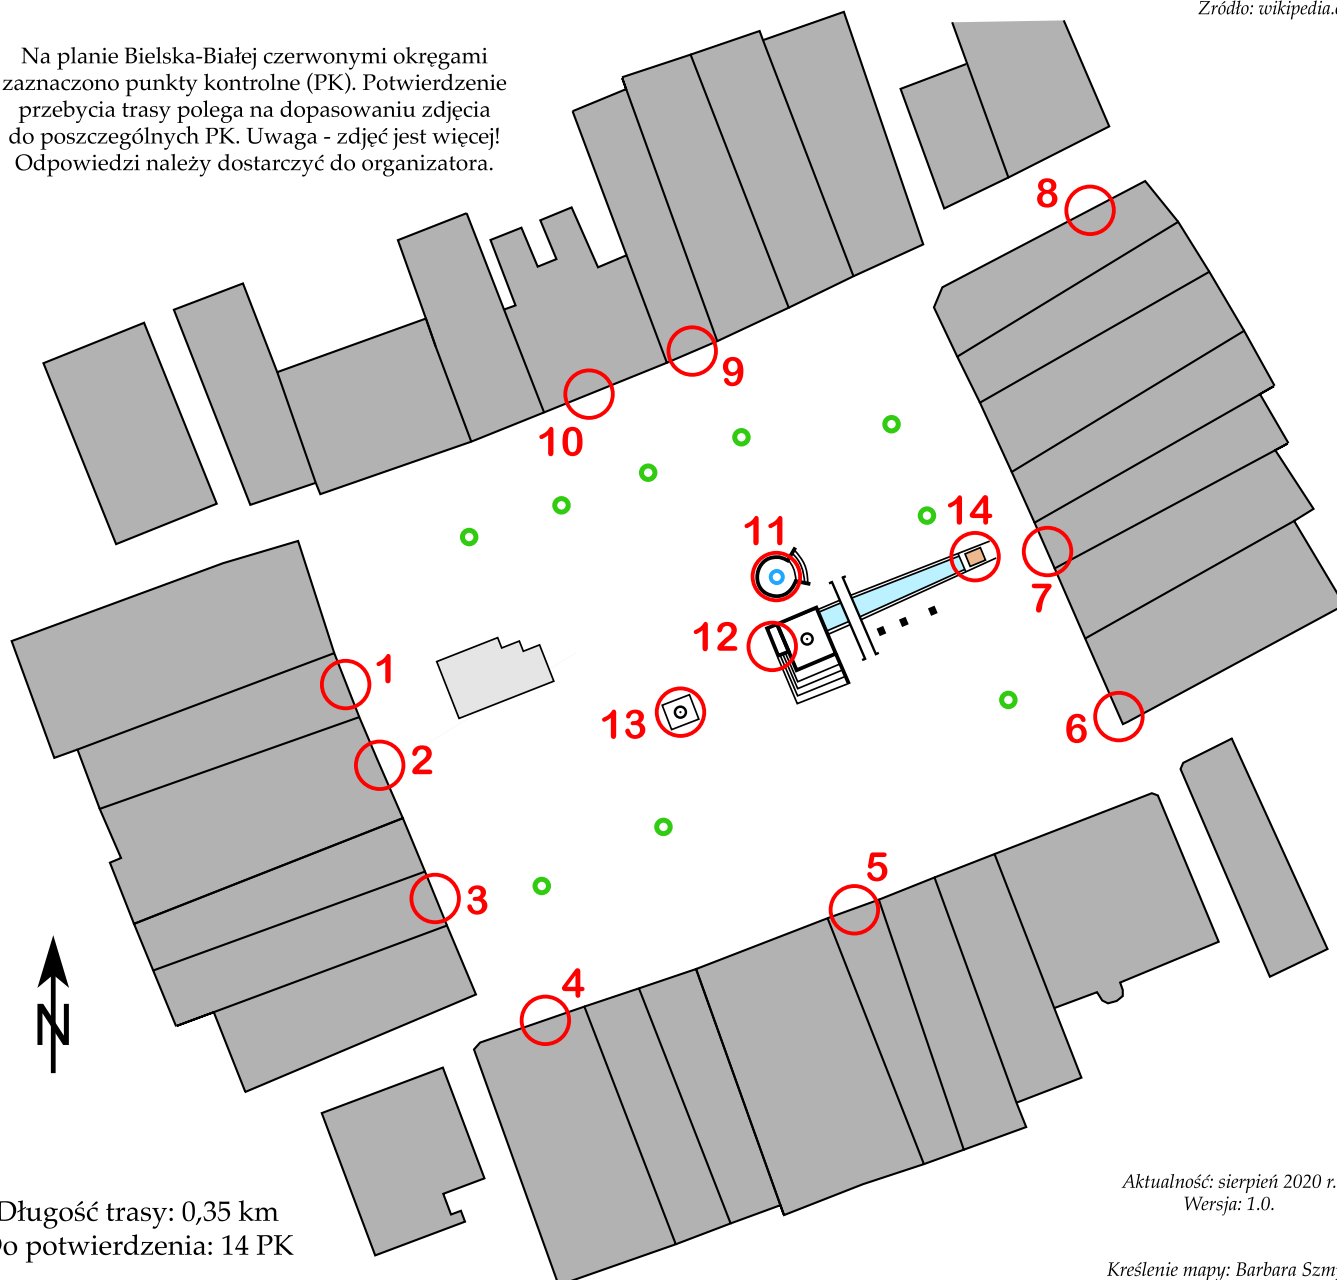 Źródło: wikipedia.
Na planie Bielska-Białej czerwonymi okręgami
zaznaczono punkty kontrolne (PK). Potwierdzenie
przebycia trasy polega na dopasowaniu zdjęcia
do poszczególnych PK. Uwaga - zdjęć jest więcej!
Odpowiedzi należy dostarczyć do organizatora.
8
9
10
11
14
7
12
1
13
6
2
5
3
4
N
Długość trasy: 0,35 km
Do potwierdzenia: 14 PK
Aktualność: sierpień 2020 r.
Wersja: 1.0.
Kreślenie mapy: Barbara